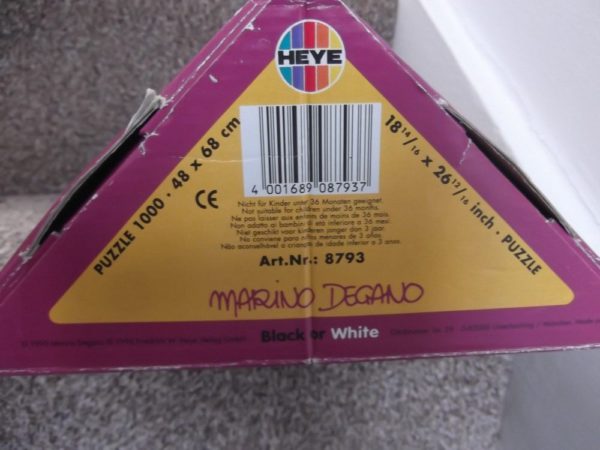 HEYE
PUZZLE 1000 · 48 x 68 cm
18 14/16 x 26 12/16 inch · PUZZLE
4 001689 087937
CE
Nicht für Kinder unter 36 Monaten geeignet
Not suitable for children under 36 months.
Ne pas laisser aux enfants de moins de 36 mois.
Non adatto ai bambini di età inferiore a 36 mesi
Niet geschikt voor kinderen jonger dan 3 jaar.
No conviene para niños menores de 3 años.
Não aconselhável a crianças de idade inferior a 3 anos.
Art.Nr.: 8793
MARINO DEGANO
Black or White